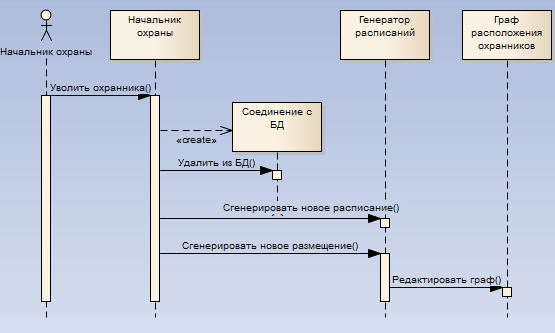 Начальник охраны
Начальник
охраны
Генератор
расписаний
Граф
расположения
охранников
Уволить охранника()
Соединение с
БД
«create»
Удалить из БД()
Сгенерировать новое расписание()
Сгенерировать новое размещение()
Редактировать граф()